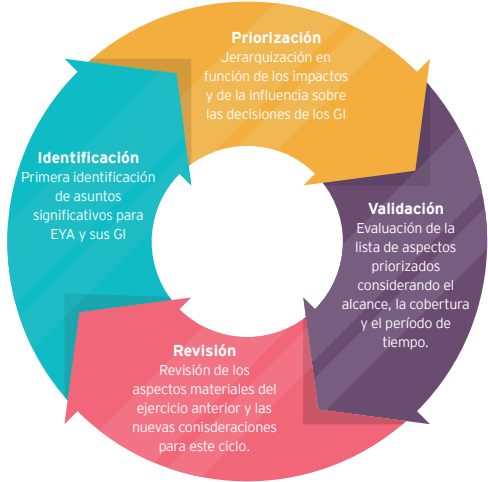 Priorización
Jerarquización en
función de los impactos
y de la influencia sobre
las decisiones de los GI
Identificación
Primera identificación
de asuntos
significativos para
EYA y sus GI
Validación
Evaluación de la
lista de aspectos
priorizados
considerando el
alcance, la cobertura
y el período de
tiempo.
Revisión
Revisión de los
aspectos materiales del
ejercicio anterior y las
nuevas conisderaciones
para este ciclo.